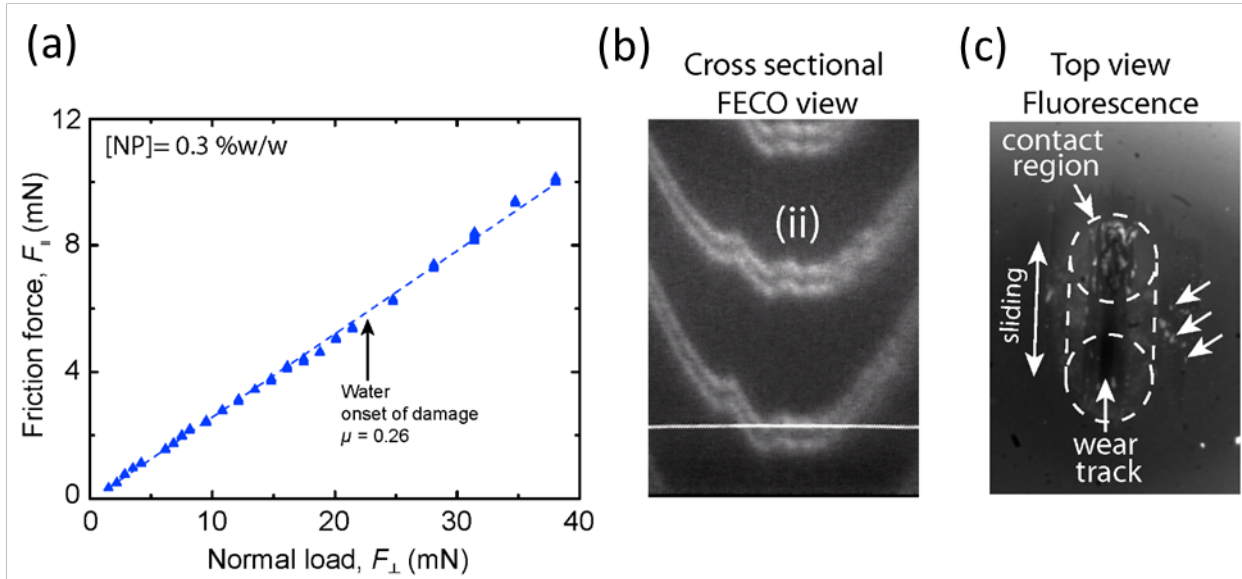 (a)
12
8
4
0
0
10
20
30
40
Friction force, F∥ (mN)
Normal load, F⊥ (mN)
[NP]= 0.3 %w/w
Water
onset of damage
μ = 0.26
(b)
Cross sectional
FECO view
(ii)
(c)
Top view
Fluorescence
contact
region
sliding
wear
track